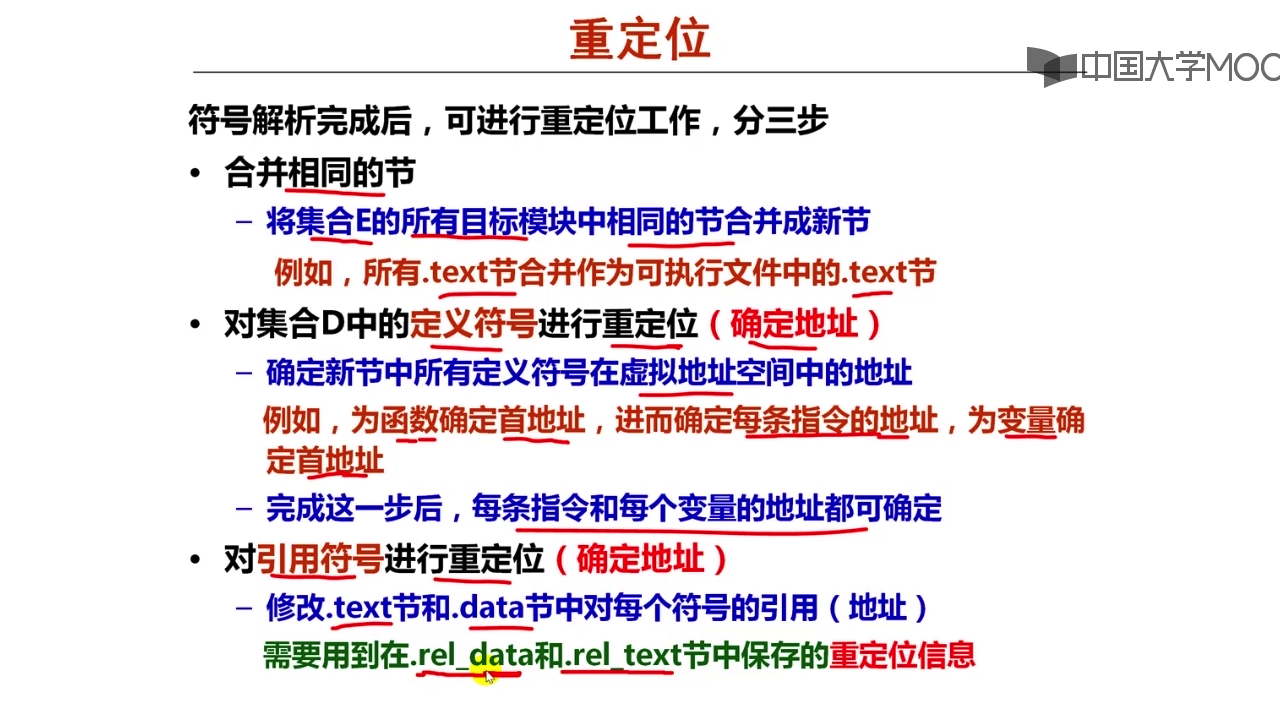 重定位
中国大学MOO
符号解析完成后，可进行重定位工作，分三步
• 合并相同的节
– 将集合E的所有目标模块中相同的节合并成新节
例如，所有.text节合并作为可执行文件中的.text节
• 对集合D中的定义符号进行重定位（确定地址）
– 确定新节中所有定义符号在虚拟地址空间中的地址
例如，为函数确定首地址，进而确定每条指令的地址，为变量确
定首地址
– 完成这一步后，每条指令和每个变量的地址都可确定
• 对引用符号进行重定位（确定地址）
– 修改.text节和.data节中对每个符号的引用（地址）
需要用到在.rel_data和.rel_text节中保存的重定位信息